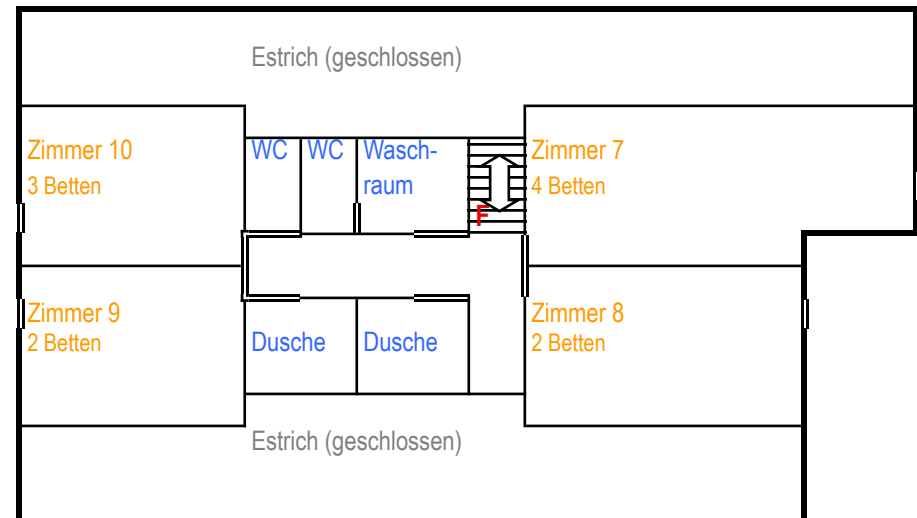 Estrich (geschlossen)
Zimmer 10
3 Betten
WC
WC
Wasch-
raum
Zimmer 7
4 Betten
F
Zimmer 9
2 Betten
Dusche
Dusche
Zimmer 8
2 Betten
Estrich (geschlossen)